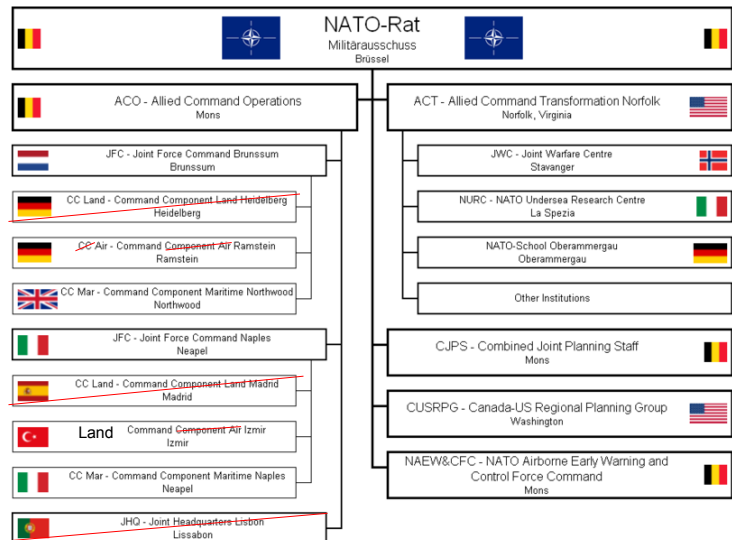 NATO-Rat
Militärausschuss
Brüssel
ACO - Allied Command Operations
Mons
JFC - Joint Force Command Brunssum
Brunssum
CC Land - Command Component Land Heidelberg
Heidelberg
CC Air - Command Component Air Ramstein
Ramstein
CC Mar - Command Component Maritime Northwood
Northwood
JFC - Joint Force Command Naples
Neapel
CC Land - Command Component Land Madrid
Madrid
Land Command Component Air Izmir
Izmir
CC Mar - Command Component Maritime Naples
Neapel
JHQ - Joint Headquarters Lisbon
Lissabon
ACT - Allied Command Transformation Norfolk
Norfolk, Virginia
JWC - Joint Warfare Centre
Stavanger
NURC - NATO Undersea Research Centre
La Spezia
NATO-School Oberammergau
Oberammergau
Other Institutions
CJPS - Combined Joint Planning Staff
Mons
CUSRPG - Canada-US Regional Planning Group
Washington
NAEW&CFC - NATO Airborne Early Warning and
Control Force Command
Mons